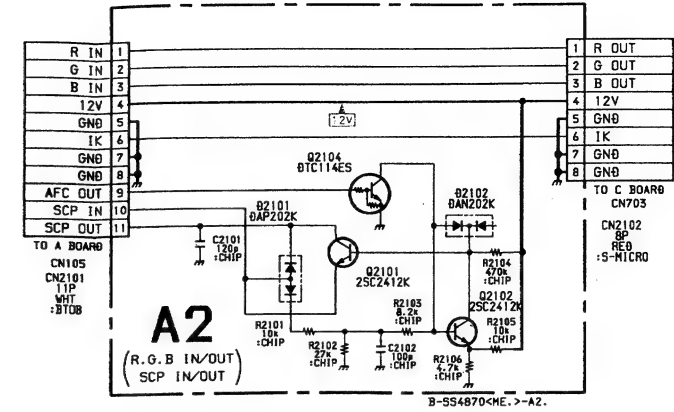 R IN 1
G IN 2
B IN 3
12V 4
GND 5
IK 6
GND 7
GND 8
AFC OUT 9
SCP IN 10
SCP OUT 11
TO A BOARD
CN105
CN2101
11P
WHT
:BTOB
1 R OUT
2 G OUT
3 B OUT
4 12V
5 GND
6 IK
7 GND
8 GND
TO C BOARD
CN703
CN2102
8P
RED
:S-MICRO
12V
Q2104
DTC114ES
D2101
DAP202K
D2102
DAN202K
C2101
120p
:CHIP
Q2101
2SC2412K
R2104
470k
:CHIP
Q2102
2SC2412K
R2103
8.2k
:CHIP
R2105
10k
:CHIP
R2101
10k
:CHIP
R2102
27k
:CHIP
C2102
100p
:CHIP
R2106
4.7k
:CHIP
A2
(R.G.B IN/OUT
SCP IN/OUT)
B-SS4870<ME.>-A2.